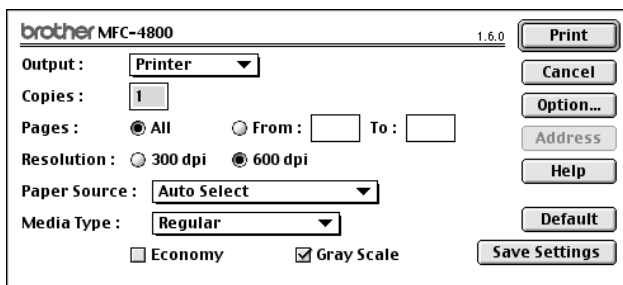 brother MFC-4800 1.6.0 Print
Output : Printer Cancel
Copies : 1 Option...
Pages : All From : To : Address
Resolution : 300 dpi 600 dpi Help
Paper Source : Auto Select
Media Type : Regular Default
Economy Gray Scale Save Settings